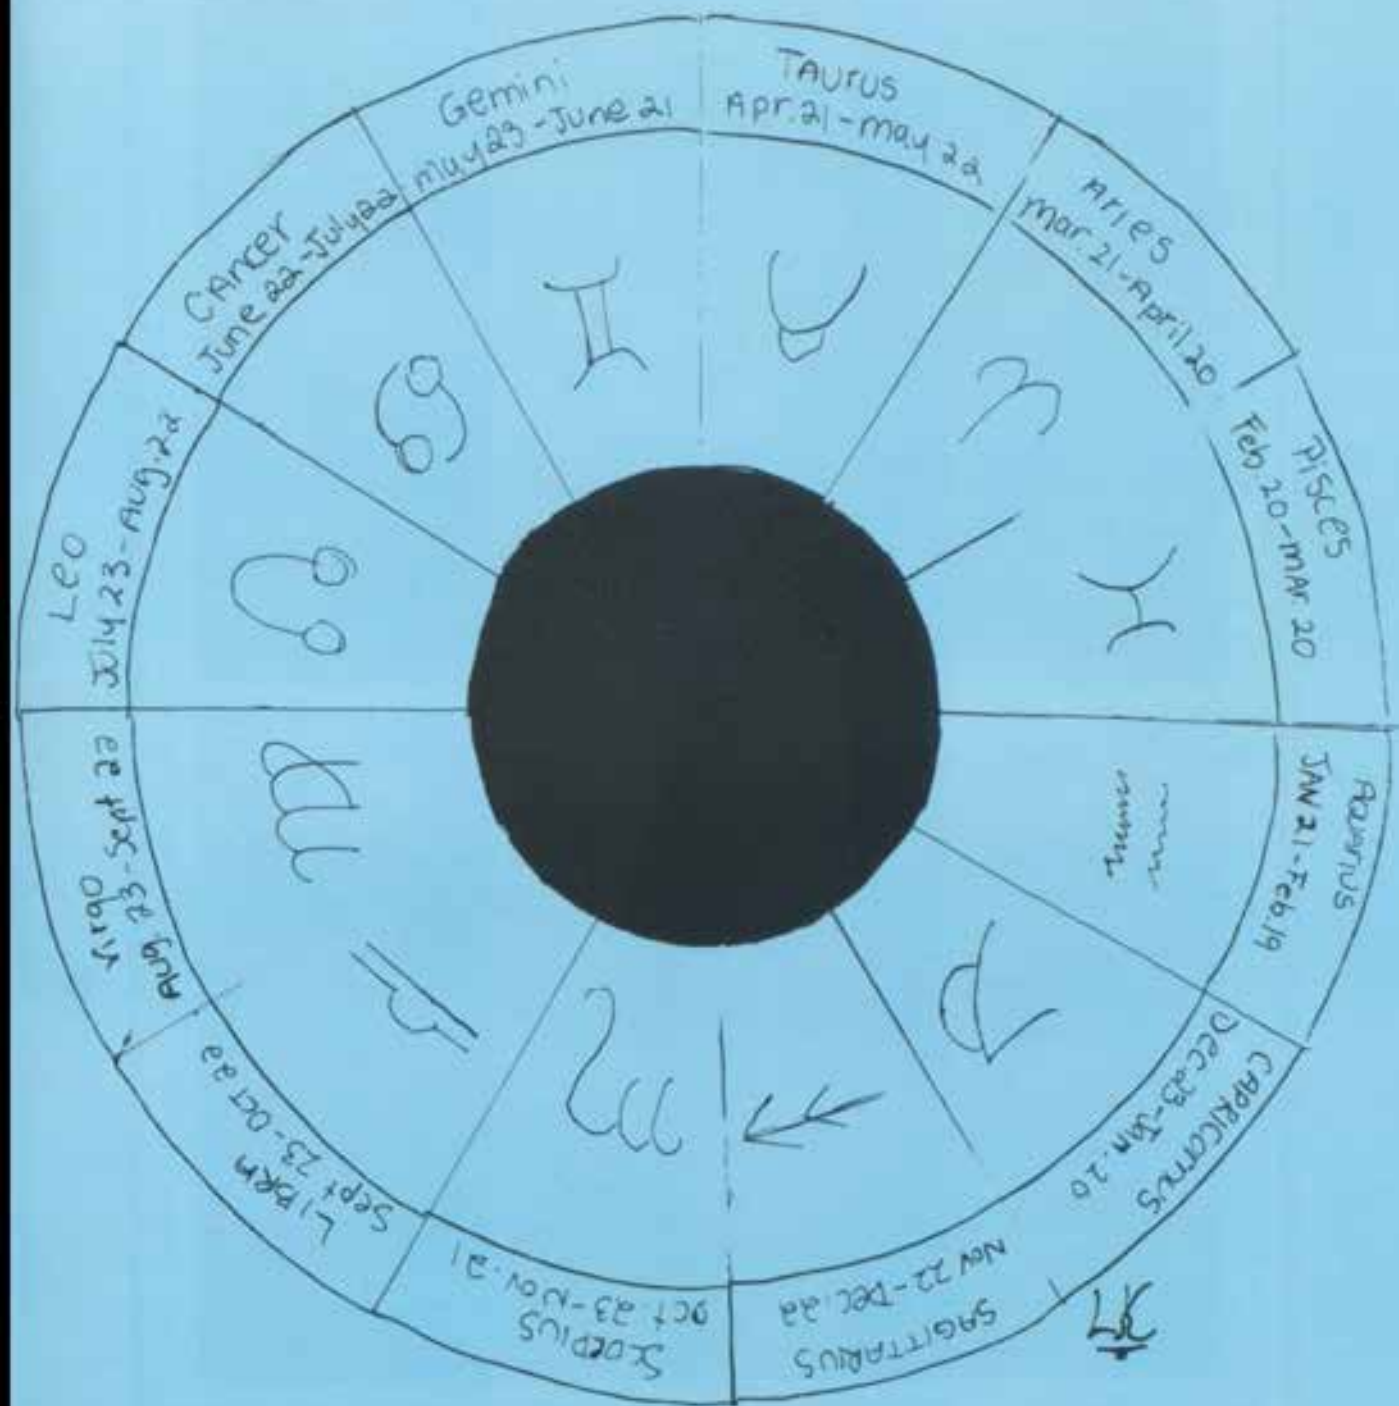 TAUruS
Apr. 21 - may 22
Aries
Mar. 21 - April 20
Pisces
Feb 20 - MAr. 20
AQuArius
JAN 21 - Feb. 19
CAPRICornus
Dec. 23 - Jan. 20
SAGITTARIUS
Nov 22 - Dec. 22
ScorpiUS
Oct. 23 - Nov. 21
LIBRA
Sept 23 - Oct 22
Virgo
Aug. 23 - Sept 22
Leo
July 23 - Aug. 22
CAncer
June 22 - July 22
Gemini
may 23 - June 21